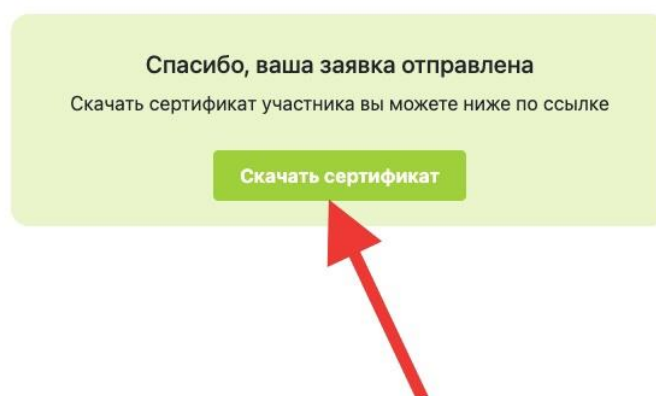 Спасибо, ваша заявка отправлена
Скачать сертификат участника вы можете ниже по ссылке
Скачать сертификат